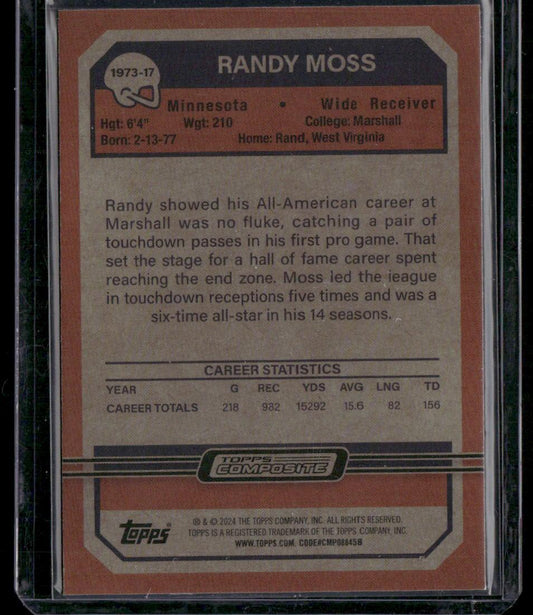 1973-17
RANDY MOSS
Minnesota • Wide Receiver
Hgt: 6'4" Wgt: 210 College: Marshall
Born: 2-13-77 Home: Rand, West Virginia
Randy showed his All-American career at
Marshall was no fluke, catching a pair of
touchdown passes in his first pro game. That
set the stage for a hall of fame career spent
reaching the end zone. Moss led the league
in touchdown receptions five times and was a
six-time all-star in his 14 seasons.
CAREER STATISTICS
YEAR G REC YDS AVG LNG TD
CAREER TOTALS 218 982 15292 15.6 82 156
TOPPS
COMPOSITE
topps
® & © 2024 THE TOPPS COMPANY, INC. ALL RIGHTS RESERVED.
TOPPS IS A REGISTERED TRADEMARK OF THE TOPPS COMPANY, INC.
WWW.TOPPS.COM CODE#CMP08845B